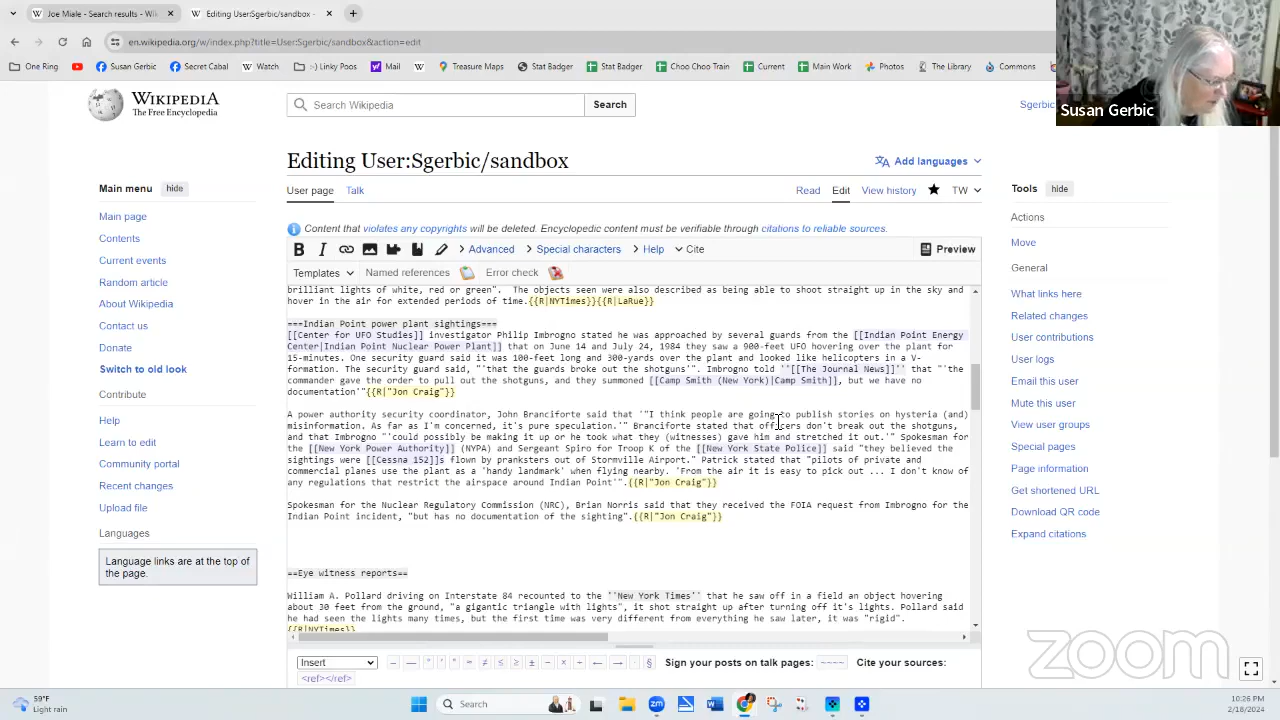 Joe Miale - Search results - Wi
Editing User:Sgerbic/sandbox -
en.wikipedia.org/w/index.php?title=User:Sgerbic/sandbox&action=edit
One Ring
Susan Gerbic
Secret Cabal
Watch
:-) Linky Poos
Mail
Treasure Maps
Stat Badger
Stat Badger
Choo Choo Train
Current
Main Work
Photos
The Library
Commons
Susan Gerbic
WIKIPEDIA
The Free Encyclopedia
Search Wikipedia
Search
Sgerbic
Editing User:Sgerbic/sandbox
Add languages
Main menu hide
User page Talk
Read Edit View history TW
Tools hide
Main page
Contents
Current events
Random article
About Wikipedia
Contact us
Donate
Switch to old look
Contribute
Help
Learn to edit
Community portal
Recent changes
Upload file
Languages
Language links are at the top of
the page.
Content that violates any copyrights will be deleted. Encyclopedic content must be verifiable through citations to reliable sources.
B I Advanced Special characters Help Cite Preview
Templates Named references Error check
brilliant lights of white, red or green". The objects seen were also described as being able to shoot straight up in the sky and
hover in the air for extended periods of time.{{R|NYTimes}}{{R|LaRue}}
===Indian Point power plant sightings===
[[Center for UFO Studies]] investigator Philip Imbrogno stated he was approached by several guards from the [[Indian Point Energy
Center|Indian Point Nuclear Power Plant]] that on June 14 and July 24, 1984 they saw a 900-feet UFO hovering over the plant for
15-minutes. One security guard said it was 100-feet long and 300-yards over the plant and looked like helicopters in a V-
formation. The security guard said, "'that the guards broke out the shotguns'". Imbrogno told ''[[The Journal News]]'' that "'the
commander gave the order to pull out the shotguns, and they summoned [[Camp Smith (New York)|Camp Smith]], but we have no
documentation'"{{R|"Jon Craig"}}
A power authority security coordinator, John Branciforte said that '"I think people are going to publish stories on hysteria (and)
misinformation. As far as I'm concerned, it's pure speculation.'" Branciforte stated that officers don't break out the shotguns,
and that Imbrogno "'could possibly be making it up or he took what they (witnesses) gave him and stretched it out.'" Spokesman for
the [[New York Power Authority]] (NYPA) and Sergeant Spiro for Troop K of the [[New York State Police]] said "they believed the
sightings were [[Cessna 152]]s flown by pranksters out of Stormville Airport." Patrick stated that "pilots of private and
commercial planes use the plant as a 'handy landmark' when flying nearby. 'From the air it is easy to pick out ... I don't know of
any regulations that restrict the airspace around Indian Point'".{{R|"Jon Craig"}}
Spokesman for the Nuclear Regulatory Commission (NRC), Brian Norris said that they received the FOIA request from Imbrogno for the
Indian Point incident, "but has no documentation of the sighting".{{R|"Jon Craig"}}
==Eye witness reports==
William A. Pollard driving on Interstate 84 recounted to the ''New York Times'' that he saw off in a field an object hovering
about 30 feet from the ground, "a gigantic triangle with lights", it shot straight up after turning off it's lights. Pollard said
he had seen the lights many times, but the first time was very different from everything he saw later, it was "rigid".
{{R|NYTimes}}
Insert – — ° ′ ″ ≈ ≠ ≤ ≥ ± − × ÷ ← → · § Sign your posts on talk pages: ~~~~ Cite your sources:
<ref></ref>
Actions
Move
General
What links here
Related changes
User contributions
User logs
Email this user
Mute this user
View user groups
Special pages
Page information
Get shortened URL
Download QR code
Expand citations
zoom
59°F
Light rain
Search
10:26 PM
2/18/2024